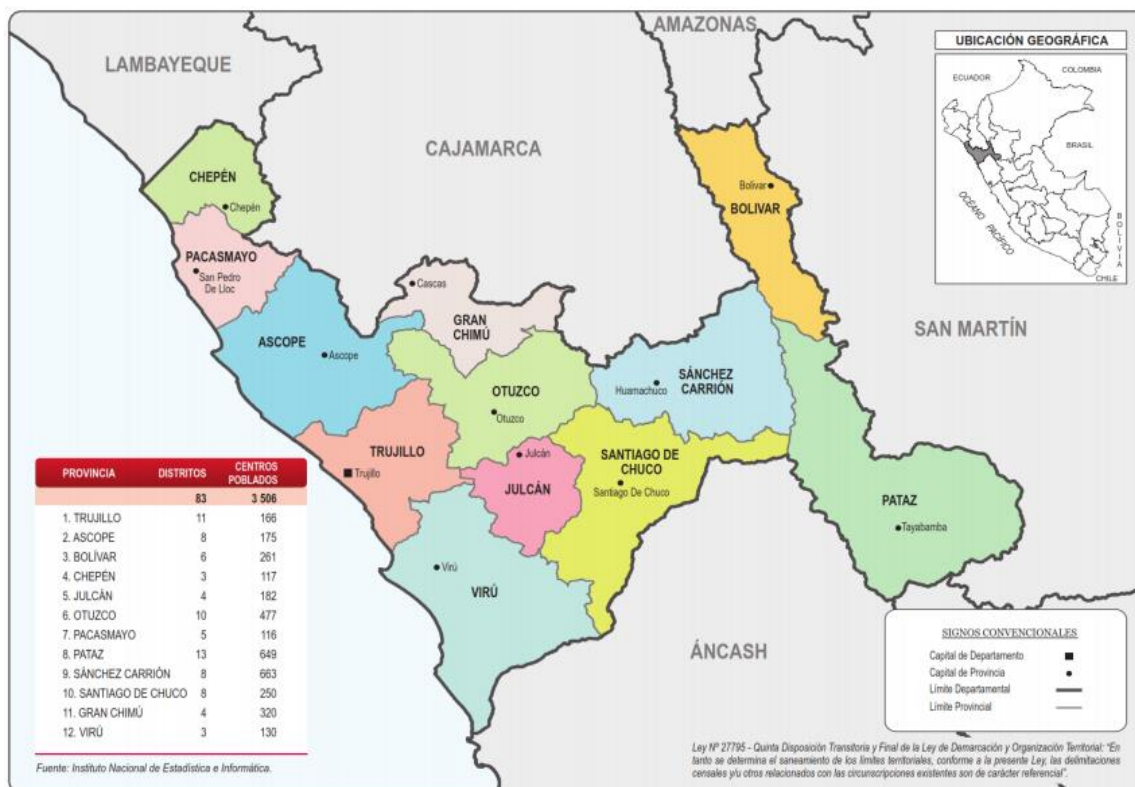 LAMBAYEQUE
AMAZONAS
CAJAMARCA
SAN MARTÍN
ÁNCASH
UBICACIÓN GEOGRÁFICA
ECUADOR
COLOMBIA
BRASIL
OCÉANO PACÍFICO
BOLIVIA
CHILE
CHEPÉN
Chepén
PACASMAYO
San Pedro
De Lloc
ASCOPE
Ascope
Cascas
GRAN
CHIMÚ
Bolívar
BOLIVAR
OTUZCO
Otuzco
SÁNCHEZ
CARRIÓN
Huamachuco
TRUJILLO
Trujillo
Julcán
JULCÁN
SANTIAGO DE
CHUCO
Santiago De Chuco
PATAZ
Tayabamba
Virú
VIRÚ
PROVINCIA DISTRITOS CENTROS
POBLADOS
83 3 506
1. TRUJILLO 11 166
2. ASCOPE 8 175
3. BOLÍVAR 6 261
4. CHEPÉN 3 117
5. JULCÁN 4 182
6. OTUZCO 10 477
7. PACASMAYO 5 116
8. PATAZ 13 649
9. SÁNCHEZ CARRIÓN 8 663
10. SANTIAGO DE CHUCO 8 250
11. GRAN CHIMÚ 4 320
12. VIRÚ 3 130
Fuente: Instituto Nacional de Estadística e Informática.
SIGNOS CONVENCIONALES
Capital de Departamento
Capital de Provincia
Límite Departamental
Límite Provincial
Ley Nº 27795 - Quinta Disposición Transitoria y Final de la Ley de Demarcación y Organización Territorial: "En
tanto se determina el saneamiento de los límites territoriales, conforme a la presente Ley, las delimitaciones
censales y/u otros relacionados con las circunscripciones existentes son de carácter referencial".